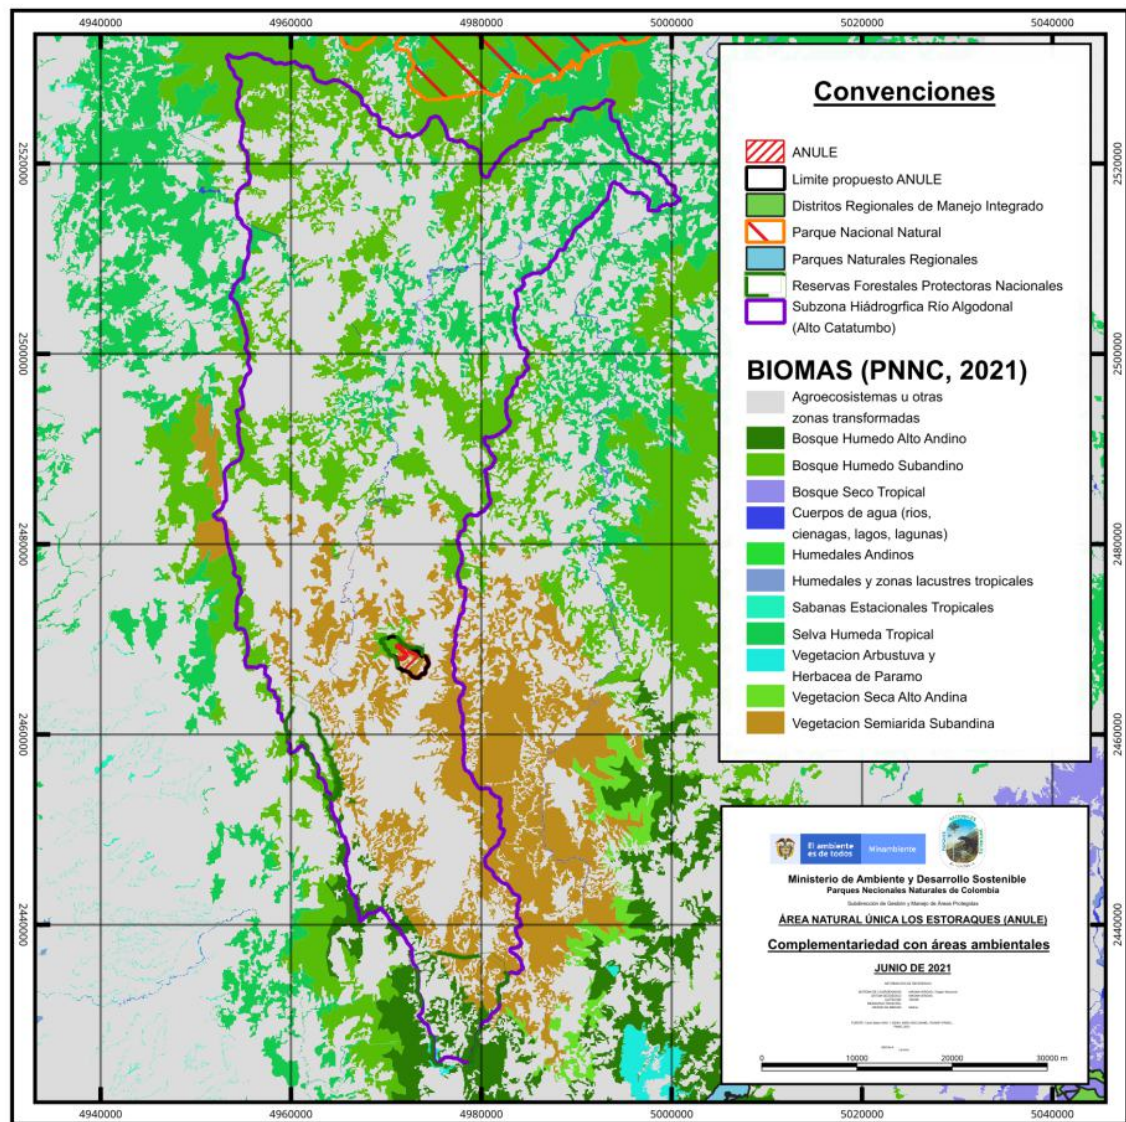 4940000 4960000 4980000 5000000 5020000 5040000
2520000
2500000
2480000
2460000
2440000
2520000
2500000
2480000
2460000
2440000
Convenciones
ANULE
Limite propuesto ANULE
Distritos Regionales de Manejo Integrado
Parque Nacional Natural
Parques Naturales Regionales
Reservas Forestales Protectoras Nacionales
Subzona Hiádrogrfica Río Algodonal
(Alto Catatumbo)
BIOMAS (PNNC, 2021)
Agroecosistemas u otras
zonas transformadas
Bosque Humedo Alto Andino
Bosque Humedo Subandino
Bosque Seco Tropical
Cuerpos de agua (rios,
cienagas, lagos, lagunas)
Humedales Andinos
Humedales y zonas lacustres tropicales
Sabanas Estacionales Tropicales
Selva Humeda Tropical
Vegetacion Arbustuva y
Herbacea de Paramo
Vegetacion Seca Alto Andina
Vegetacion Semiarida Subandina
El ambiente
es de todos
Minambiente
Ministerio de Ambiente y Desarrollo Sostenible
Parques Necionales Naturales de Colombia
Subdirección de Gestión y Manejo de Áreas Protegidas
ÁREA NATURAL ÚNICA LOS ESTORAQUES (ANULE)
Complementariedad con áreas ambientales
JUNIO DE 2021
0 10000 20000 30000 m
4940000 4960000 4980000 5000000 5020000 5040000